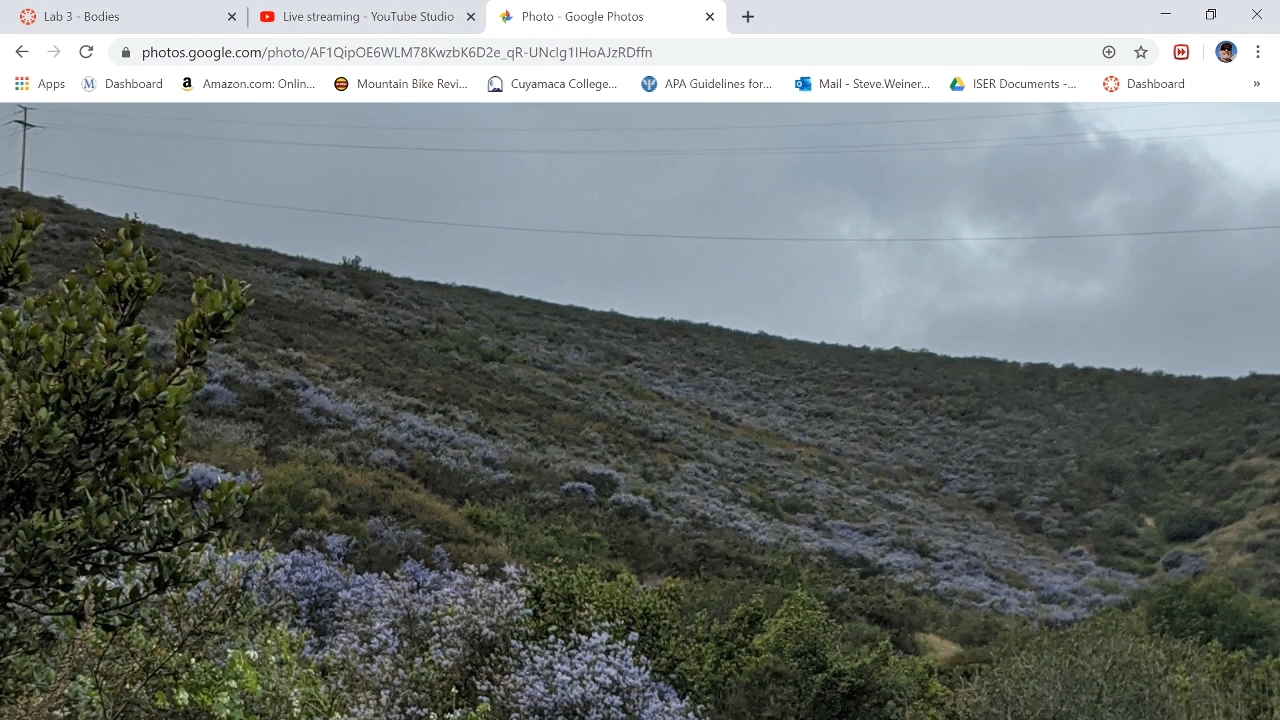 Lab 3 - Bodies
Live streaming - YouTube Studio
Photo - Google Photos
photos.google.com/photo/AF1QipOE6WLM78KwzbK6D2e_qR-UNcIg1IHoAJzRDffn
Apps
Dashboard
Amazon.com: Onlin...
Mountain Bike Revi...
Cuyamaca College...
APA Guidelines for...
Mail - Steve.Weiner...
ISER Documents -...
Dashboard
»